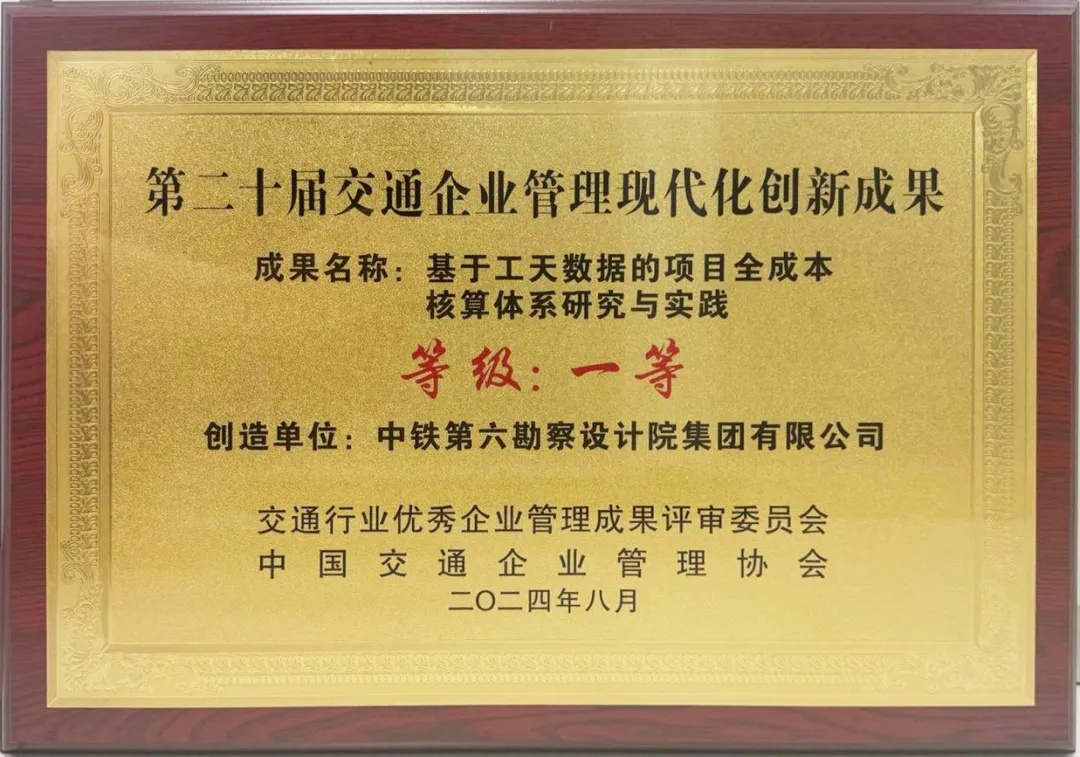 第二十届交通企业管理现代化创新成果
成果名称：基于工天数据的项目全成本
核算体系研究与实践
等级：一等
创造单位：中铁第六勘察设计院集团有限公司
交通行业优秀企业管理成果评审委员会
中国交通企业管理协会
二〇二四年八月